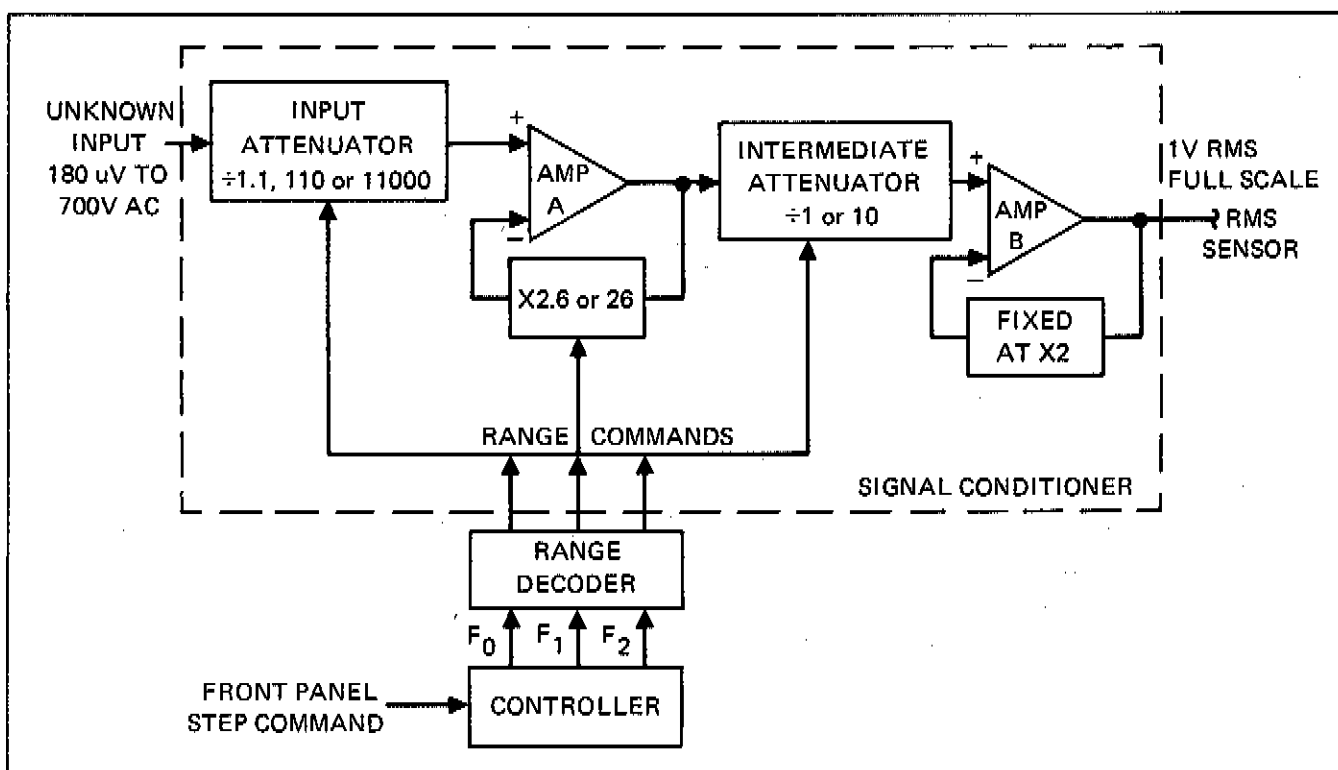 UNKNOWN
INPUT
180 uV TO
700V AC
INPUT
ATTENUATOR
÷1.1, 110 or 11000
+
AMP
A
−
X2.6 or 26
INTERMEDIATE
ATTENUATOR
÷1 or 10
+
AMP
B
−
FIXED
AT X2
1V RMS
FULL SCALE
RMS
SENSOR
RANGE COMMANDS
SIGNAL CONDITIONER
RANGE
DECODER
F0 F1 F2
FRONT PANEL
STEP COMMAND
CONTROLLER